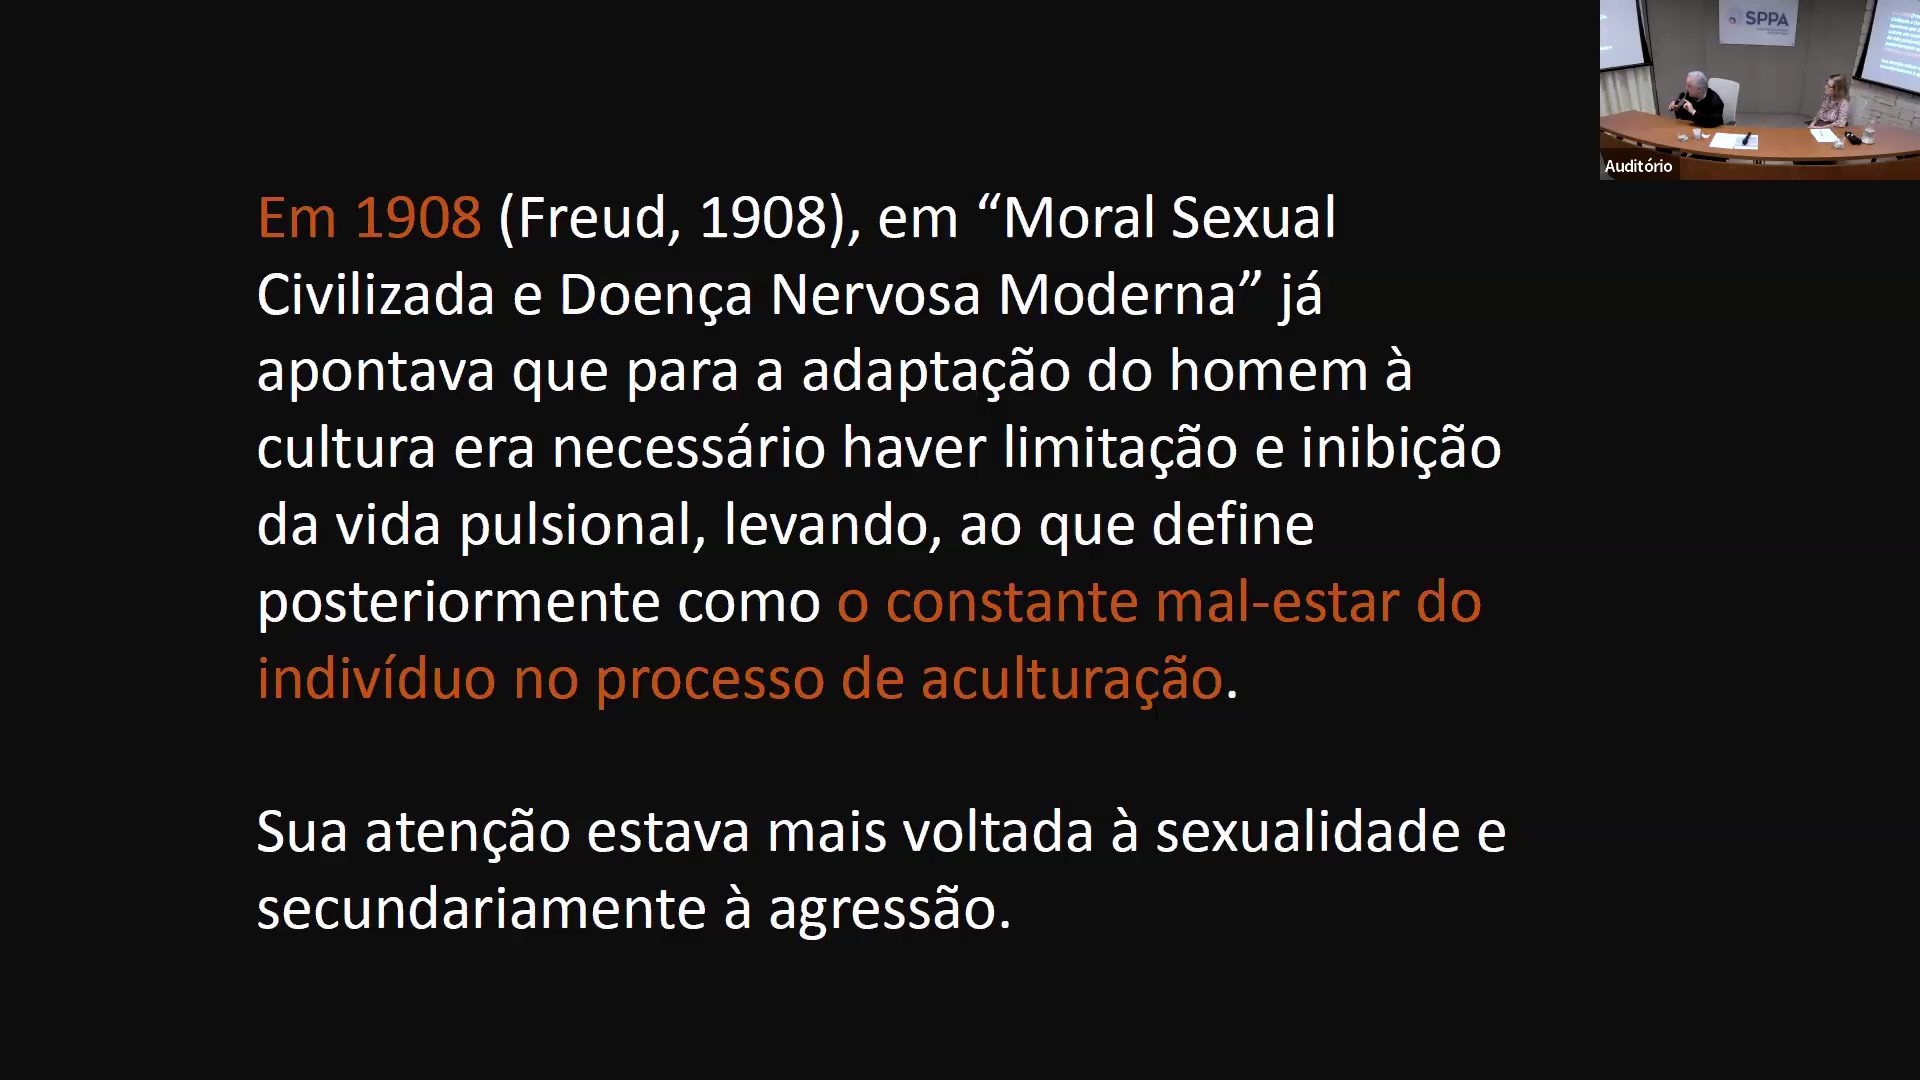 Em 1908 (Freud, 1908), em “Moral Sexual
Civilizada e Doença Nervosa Moderna” já
apontava que para a adaptação do homem à
cultura era necessário haver limitação e inibição
da vida pulsional, levando, ao que define
posteriormente como o constante mal-estar do
indivíduo no processo de aculturação.
Sua atenção estava mais voltada à sexualidade e
secundariamente à agressão.
SPPA
Auditório